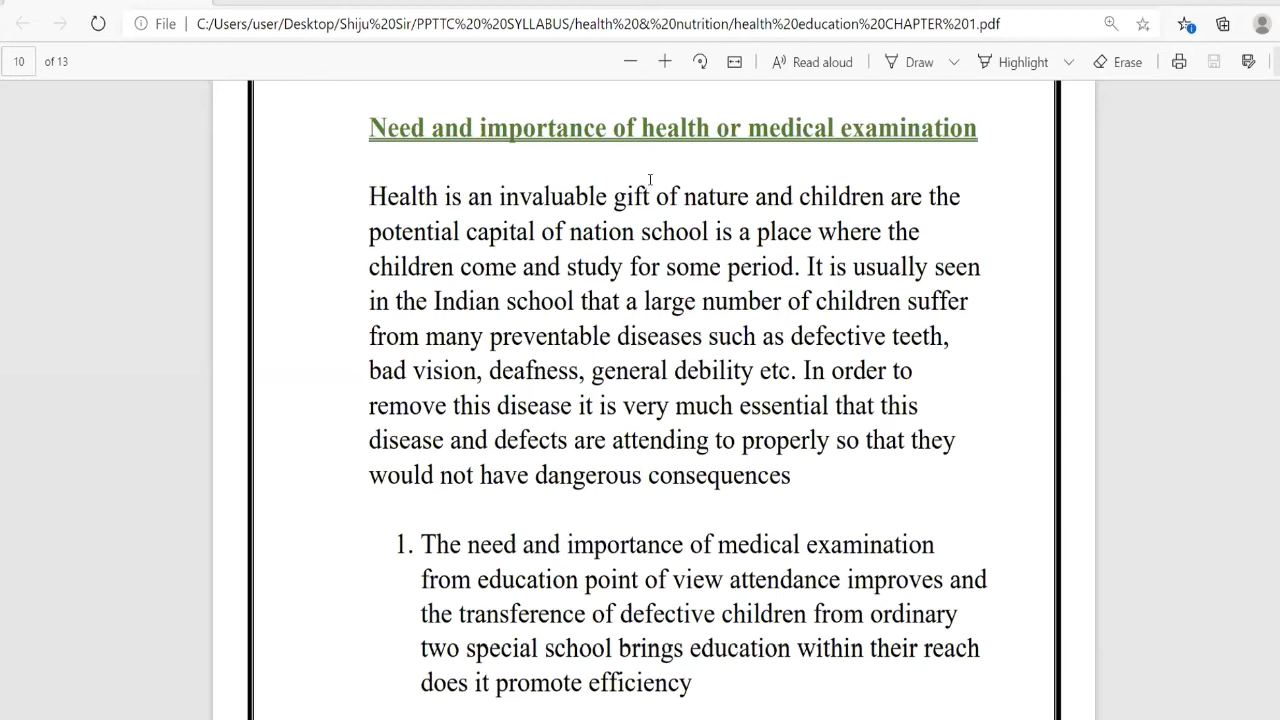 File C:/Users/user/Desktop/Shiju%20Sir/PPTTC%20%20SYLLABUS/health%20&%20nutrition/health%20education%20CHAPTER%201.pdf
10 of 13 Read aloud Draw Highlight Erase
Need and importance of health or medical examination
Health is an invaluable gift of nature and children are the
potential capital of nation school is a place where the
children come and study for some period. It is usually seen
in the Indian school that a large number of children suffer
from many preventable diseases such as defective teeth,
bad vision, deafness, general debility etc. In order to
remove this disease it is very much essential that this
disease and defects are attending to properly so that they
would not have dangerous consequences
1. The need and importance of medical examination
from education point of view attendance improves and
the transference of defective children from ordinary
two special school brings education within their reach
does it promote efficiency